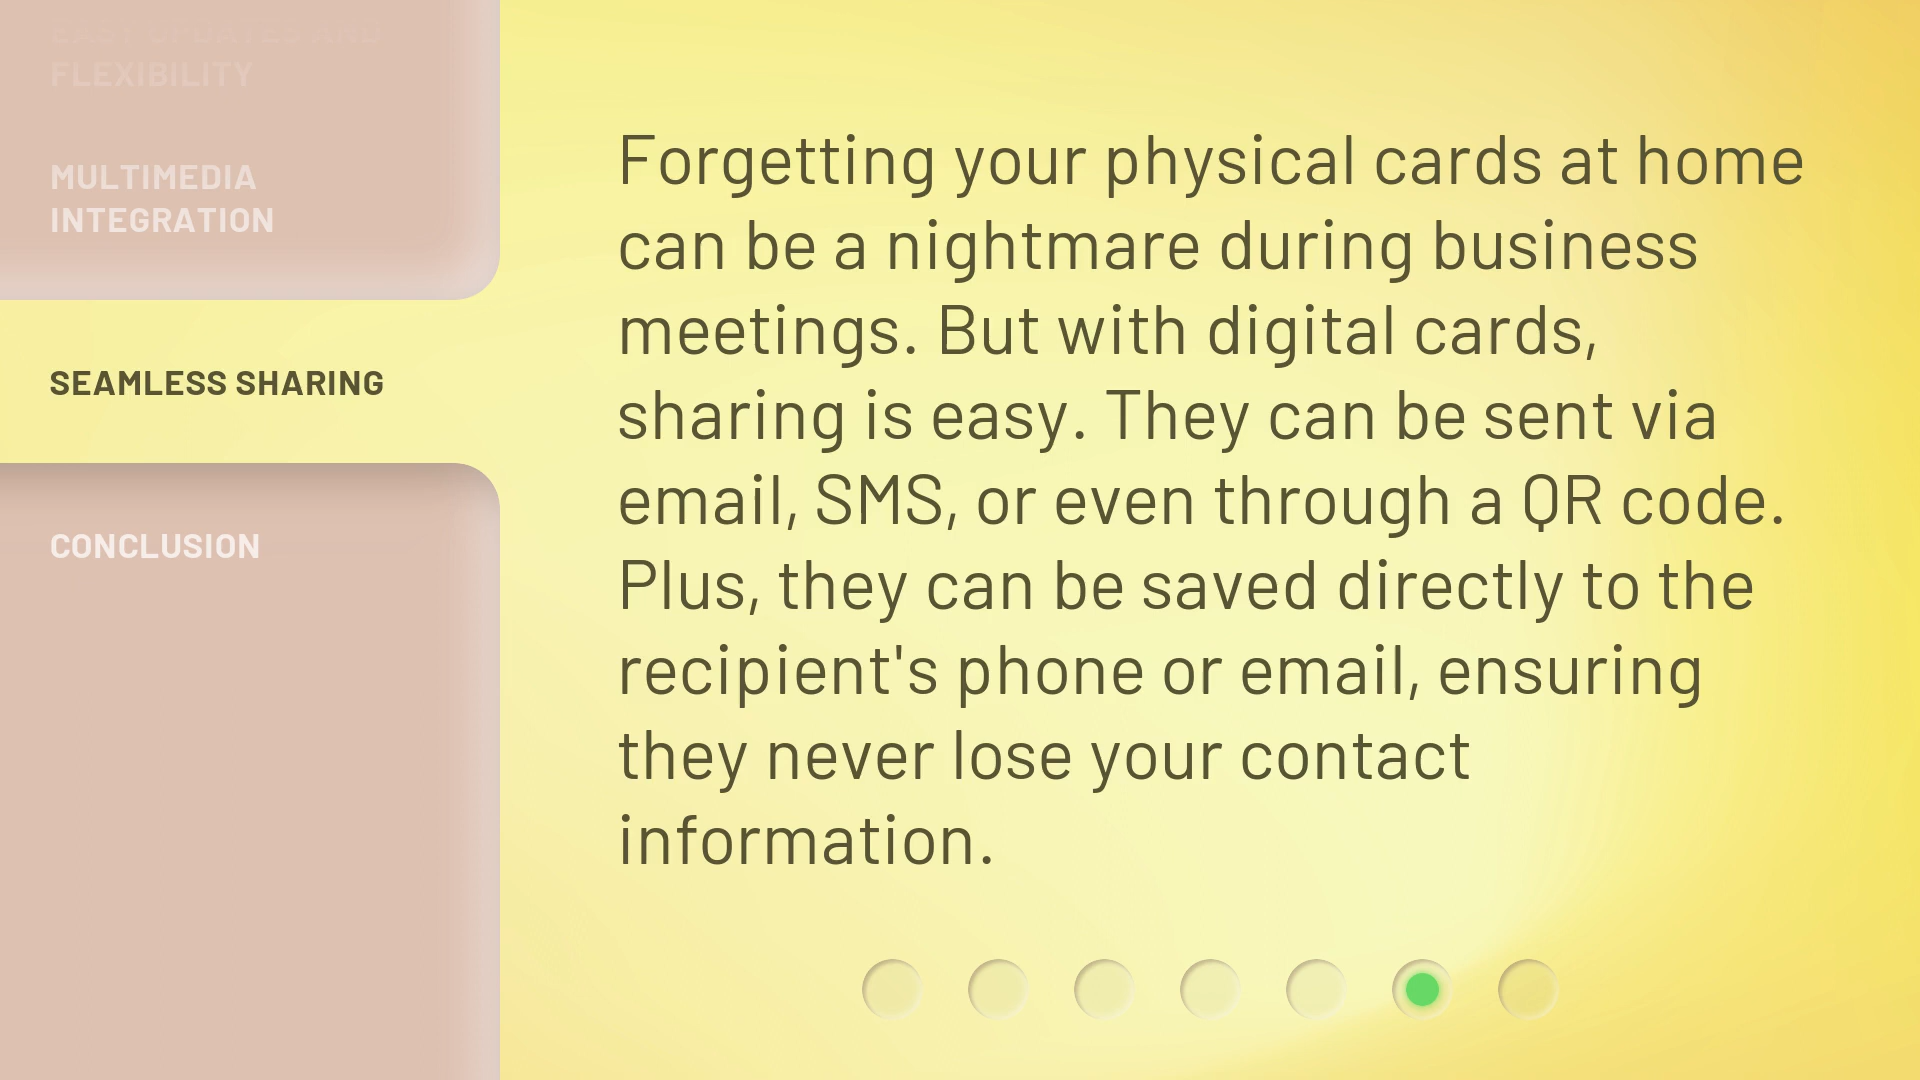 FLEXIBILITY
MULTIMEDIA
INTEGRATION
SEAMLESS SHARING
CONCLUSION
Forgetting your physical cards at home
can be a nightmare during business
meetings. But with digital cards,
sharing is easy. They can be sent via
email, SMS, or even through a QR code.
Plus, they can be saved directly to the
recipient's phone or email, ensuring
they never lose your contact
information.